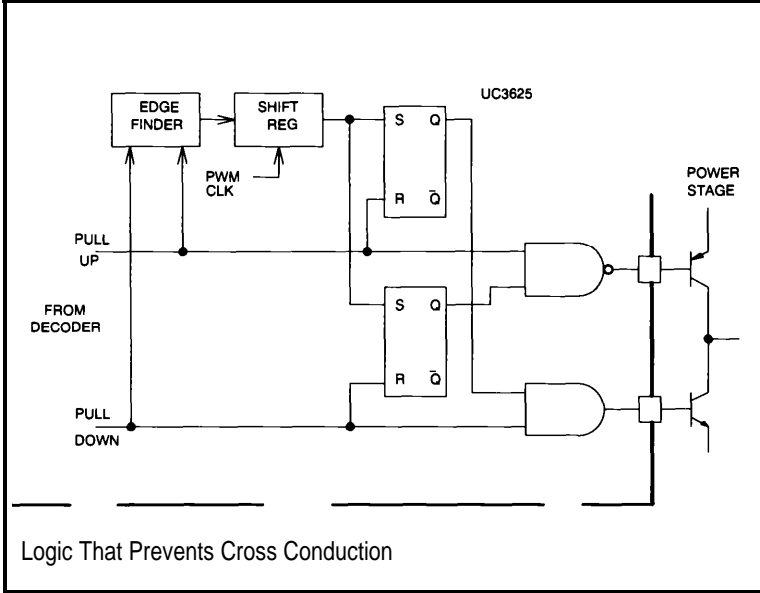 EDGE
FINDER
SHIFT
REG
UC3625
S Q
R Q̅
PWM
CLK
POWER
STAGE
PULL
UP
FROM
DECODER
S Q
R Q̅
PULL
DOWN
Logic That Prevents Cross Conduction